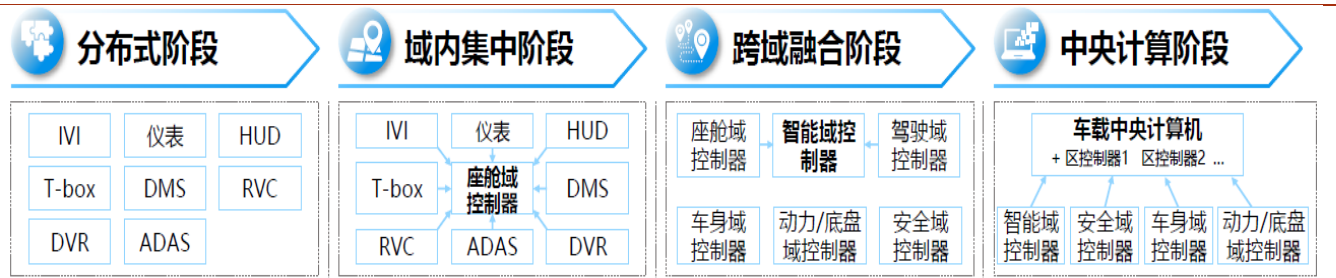 分布式阶段
域内集中阶段
跨域融合阶段
中央计算阶段
IVI
仪表
HUD
T-box
DMS
RVC
DVR
ADAS
IVI
仪表
HUD
T-box
座舱域
控制器
DMS
RVC
ADAS
DVR
座舱域
控制器
智能域控
制器
驾驶域
控制器
车身域
控制器
动力/底盘
域控制器
安全域
控制器
车载中央计算机
+ 区控制器1 区控制器2 ...
智能域
控制器
安全域
控制器
车身域
控制器
动力/底盘
域控制器